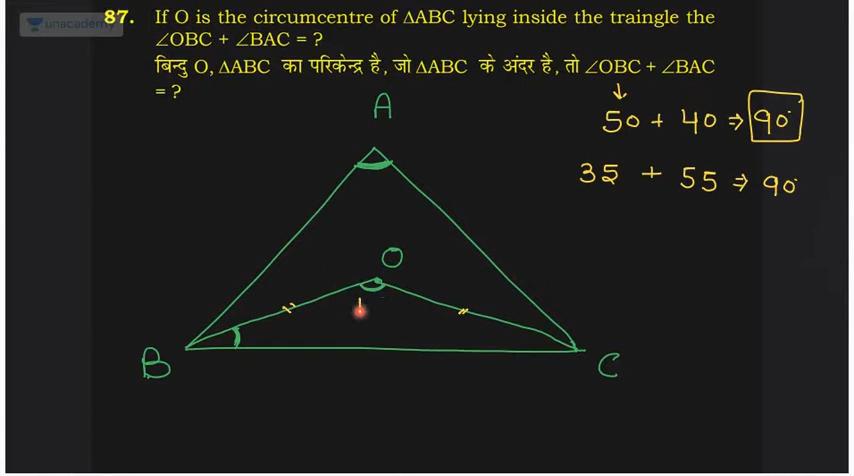 unacademy
87. If O is the circumcentre of ΔABC lying inside the traingle the
∠OBC + ∠BAC = ?
बिन्दु O, ΔABC का परिकेन्द्र है, जो ΔABC के अंदर है, तो ∠OBC + ∠BAC
= ?
↓
50 + 40 ⇒ 90°
35 + 55 ⇒ 90°
A
O
B
C